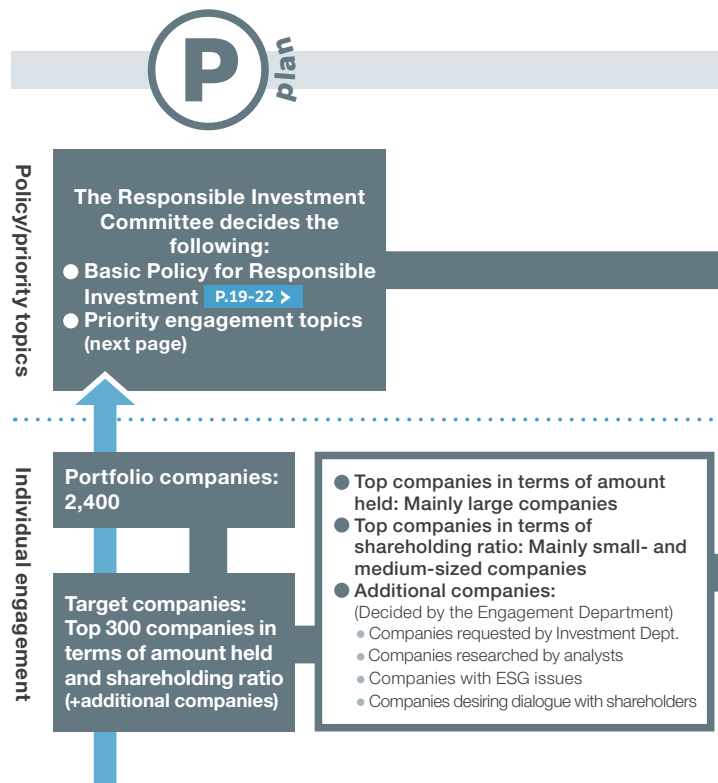 P
plan
Policy/priority topics
The Responsible Investment
Committee decides the
following:
● Basic Policy for Responsible
Investment P.19-22 >
● Priority engagement topics
(next page)
Individual engagement
Portfolio companies:
2,400
Target companies:
Top 300 companies in
terms of amount held
and shareholding ratio
(+additional companies)
● Top companies in terms of amount
held: Mainly large companies
● Top companies in terms of
shareholding ratio: Mainly small- and
medium-sized companies
● Additional companies:
(Decided by the Engagement Department)
● Companies requested by Investment Dept.
● Companies researched by analysts
● Companies with ESG issues
● Companies desiring dialogue with shareholders